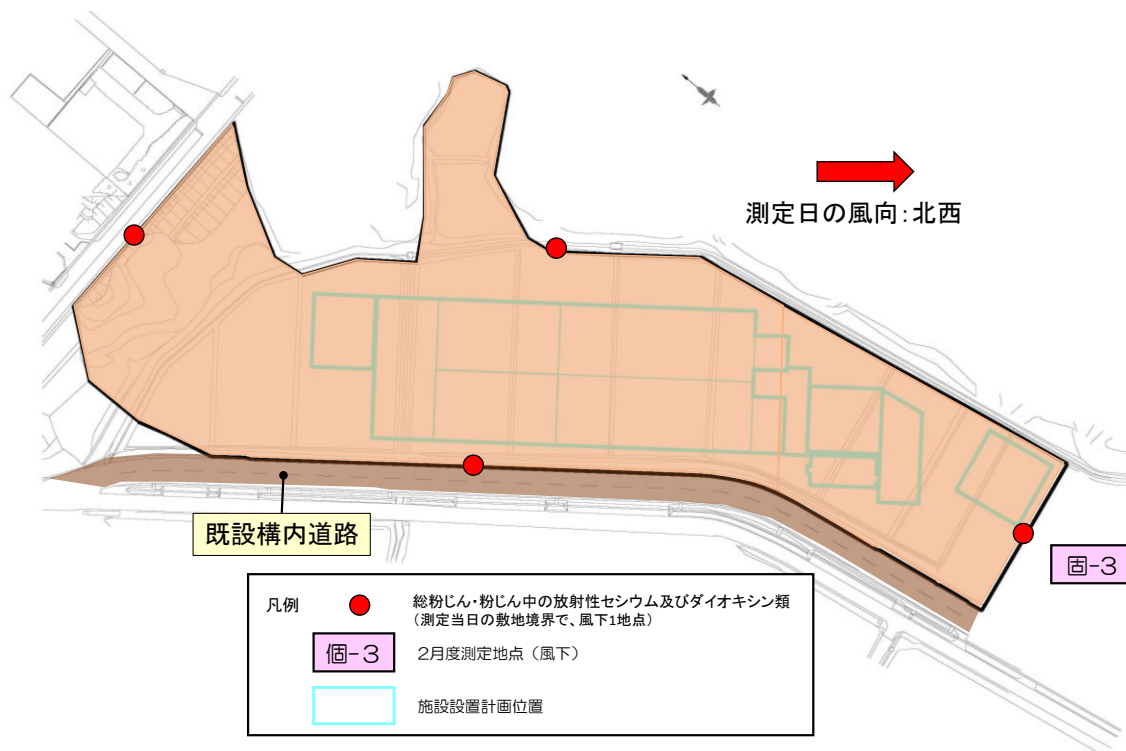 測定日の風向：北西
既設構内道路
固-3
凡例
総粉じん・粉じん中の放射性セシウム及びダイオキシン類
（測定当日の敷地境界で、風下1地点）
個-3
2月度測定地点（風下）
施設設置計画位置